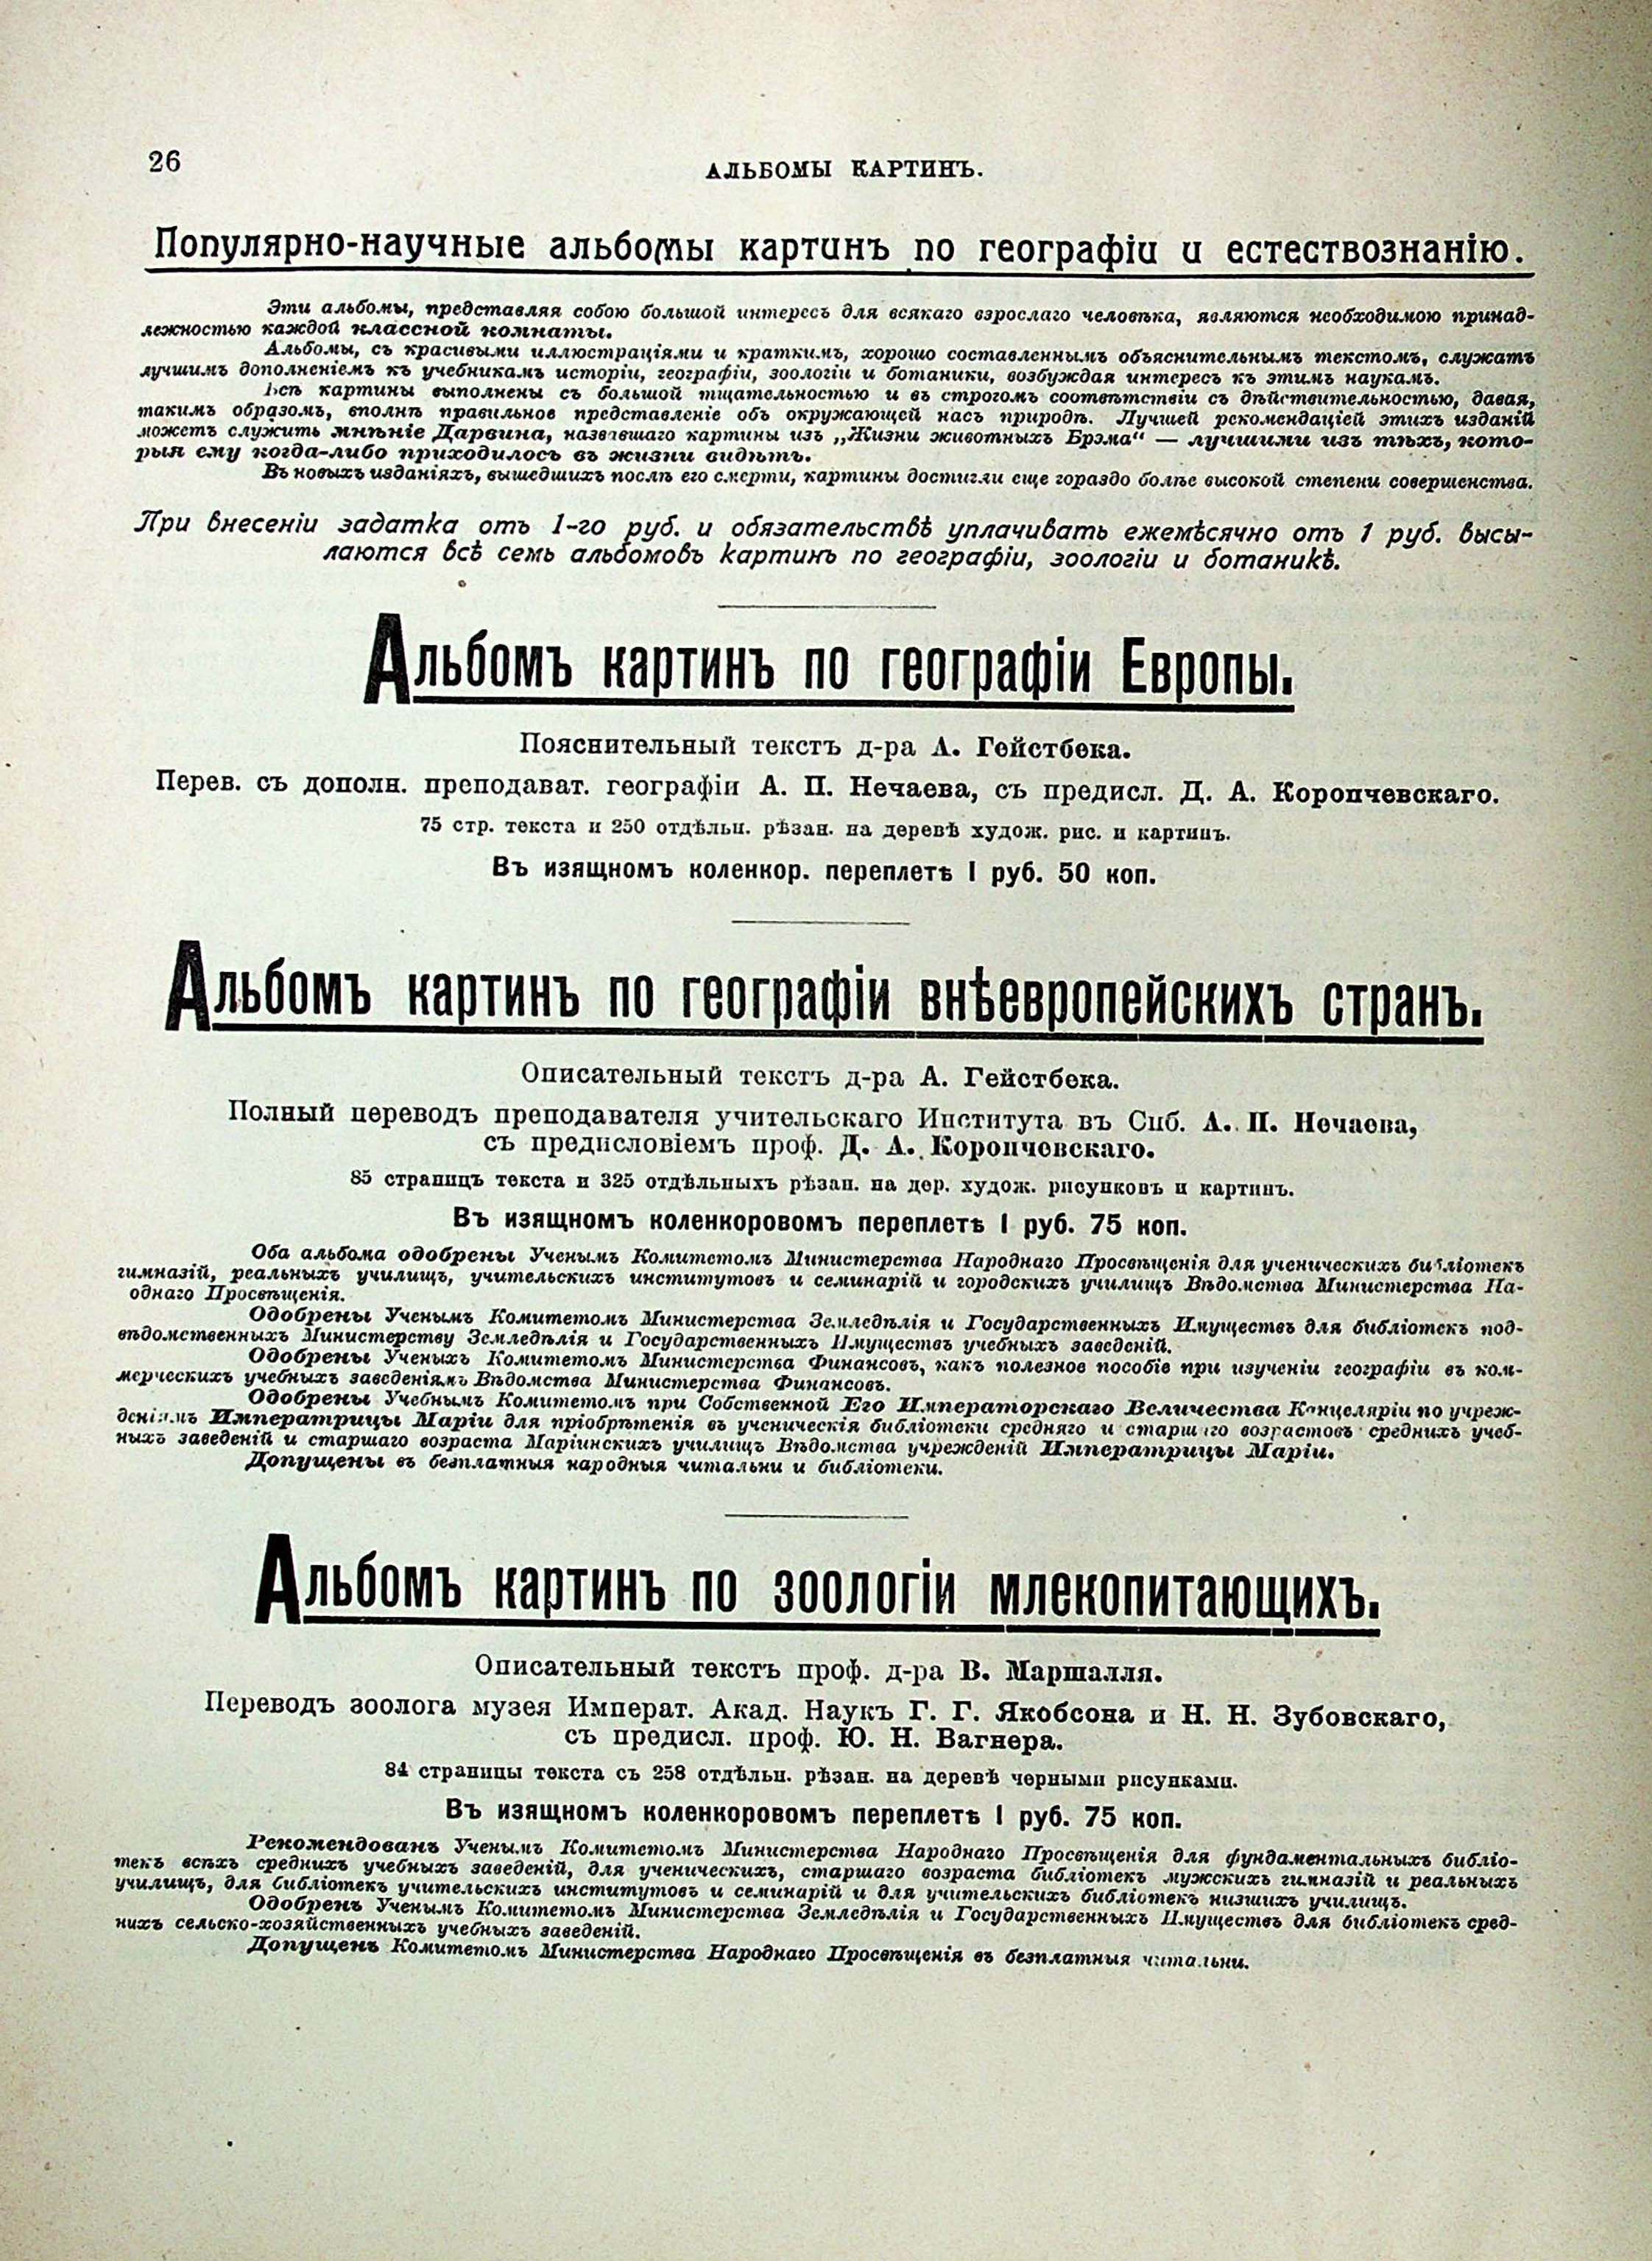 26
АЛЬБОМЫ КАРТИНЪ.
Популярно-научные альбомы картинъ по географіи и естествознанію.
Эти альбомы, представляя собою большой интересъ для всякаго взрослаго человѣка, являются необходимою принад-
лежностью каждой классной комнаты.
Альбомы, съ красивыми иллюстраціями и краткимъ, хорошо составленнымъ объяснительнымъ текстомъ, служатъ
лучшимъ дополненіемъ къ учебникамъ исторіи, географіи, зоологіи и ботаники, возбуждая интересъ къ этимъ наукамъ.
Всѣ картины выполнены съ большой тщательностью и въ строгомъ соотвѣтствіи съ дѣйствительностью, давая,
такимъ образомъ, вполнѣ правильное представленіе объ окружающей насъ природѣ. Лучшей рекомендаціей этихъ изданій
можетъ служить мнѣніе Дарвина, назвавшаго картины изъ „Жизни животныхъ Брэма“ — лучшими изъ тѣхъ, кото-
рыя ему когда-либо приходилось въ жизни видѣть.
Въ новыхъ изданіяхъ, вышедшихъ послѣ его смерти, картины достигли еще гораздо болѣе высокой степени совершенства.
При внесеніи задатка отъ 1-го руб. и обязательствѣ уплачивать ежемѣсячно отъ 1 руб. высы-
лаются всѣ семь альбомовъ картинъ по географіи, зоологіи и ботаникѣ.
Альбомъ картинъ по географіи Европы.
Пояснительный текстъ д-ра А. Гейстбека.
Перев. съ дополн. преподават. географіи А. П. Нечаева, съ предисл. Д. А. Коропчевскаго.
75 стр. текста и 250 отдѣльн. рѣзан. на деревѣ худож. рис. и картинъ.
Въ изящномъ коленкор. переплетѣ I руб. 50 коп.
Альбомъ картинъ по географіи внѣевропейскихъ странъ.
Описательный текстъ д-ра А. Гейстбека.
Полный переводъ преподавателя учительскаго Института въ Спб. А. П. Нечаева,
съ предисловіемъ проф. Д. А. Коропчевскаго.
85 страницъ текста и 325 отдѣльныхъ рѣзан. на дер. худож. рисунковъ и картинъ.
Въ изящномъ коленкоровомъ переплетѣ I руб. 75 коп.
Оба альбома одобрены Ученымъ Комитетомъ Министерства Народнаго Просвѣщенія для ученическихъ библіотекъ
гимназій, реальныхъ училищъ, учительскихъ институтовъ и семинарій и городскихъ училищъ Вѣдомства Министерства На-
однаго Просвѣщенія.
Одобрены Ученымъ Комитетомъ Министерства Земледѣлія и Государственныхъ Имуществъ для библіотекъ под-
вѣдомственныхъ Министерству Земледѣлія и Государственныхъ Имуществъ учебныхъ заведеній.
Одобрены Ученыхъ Комитетомъ Министерства Финансовъ, какъ полезное пособіе при изученіи географіи въ ком-
мерческихъ учебныхъ заведеніямъ Вѣдомства Министерства Финансовъ.
Одобрены Учебнымъ Комитетомъ при Собственной Его Императорскаго Величества Канцеляріи по учреж-
деніямъ Императрицы Маріи для пріобрѣтенія въ ученическія библіотеки средняго и старшаго возрастовъ среднихъ учеб-
ныхъ заведеній и старшаго возраста Маріинскихъ училищъ Вѣдомства учрежденій Императрицы Маріи.
Допущены въ безплатныя народныя читальни и библіотеки.
Альбомъ картинъ по зоологіи млекопитающихъ.
Описательный текстъ проф. д-ра В. Маршалля.
Переводъ зоолога музея Императ. Акад. Наукъ Г. Г. Якобсона и Н. Н. Зубовскаго,
съ предисл. проф. Ю. Н. Вагнера.
84 страницы текста съ 258 отдѣльн. рѣзан. на деревѣ черными рисунками.
Въ изящномъ коленкоровомъ переплетѣ I руб. 75 коп.
Рекомендованъ Ученымъ Комитетомъ Министерства Народнаго Просвѣщенія для фундаментальныхъ библіо-
текъ всѣхъ среднихъ учебныхъ заведеній, для ученическихъ, старшаго возраста библіотекъ мужскихъ гимназій и реальныхъ
училищъ, для библіотекъ учительскихъ институтовъ и семинарій и для учительскихъ библіотекъ низшихъ училищъ.
Одобренъ Ученымъ Комитетомъ Министерства Земледѣлія и Государственныхъ Имуществъ для библіотекъ сред-
нихъ сельско-хозяйственныхъ учебныхъ заведеній.
Допущенъ Комитетомъ Министерства Народнаго Просвѣщенія въ безплатныя читальни.